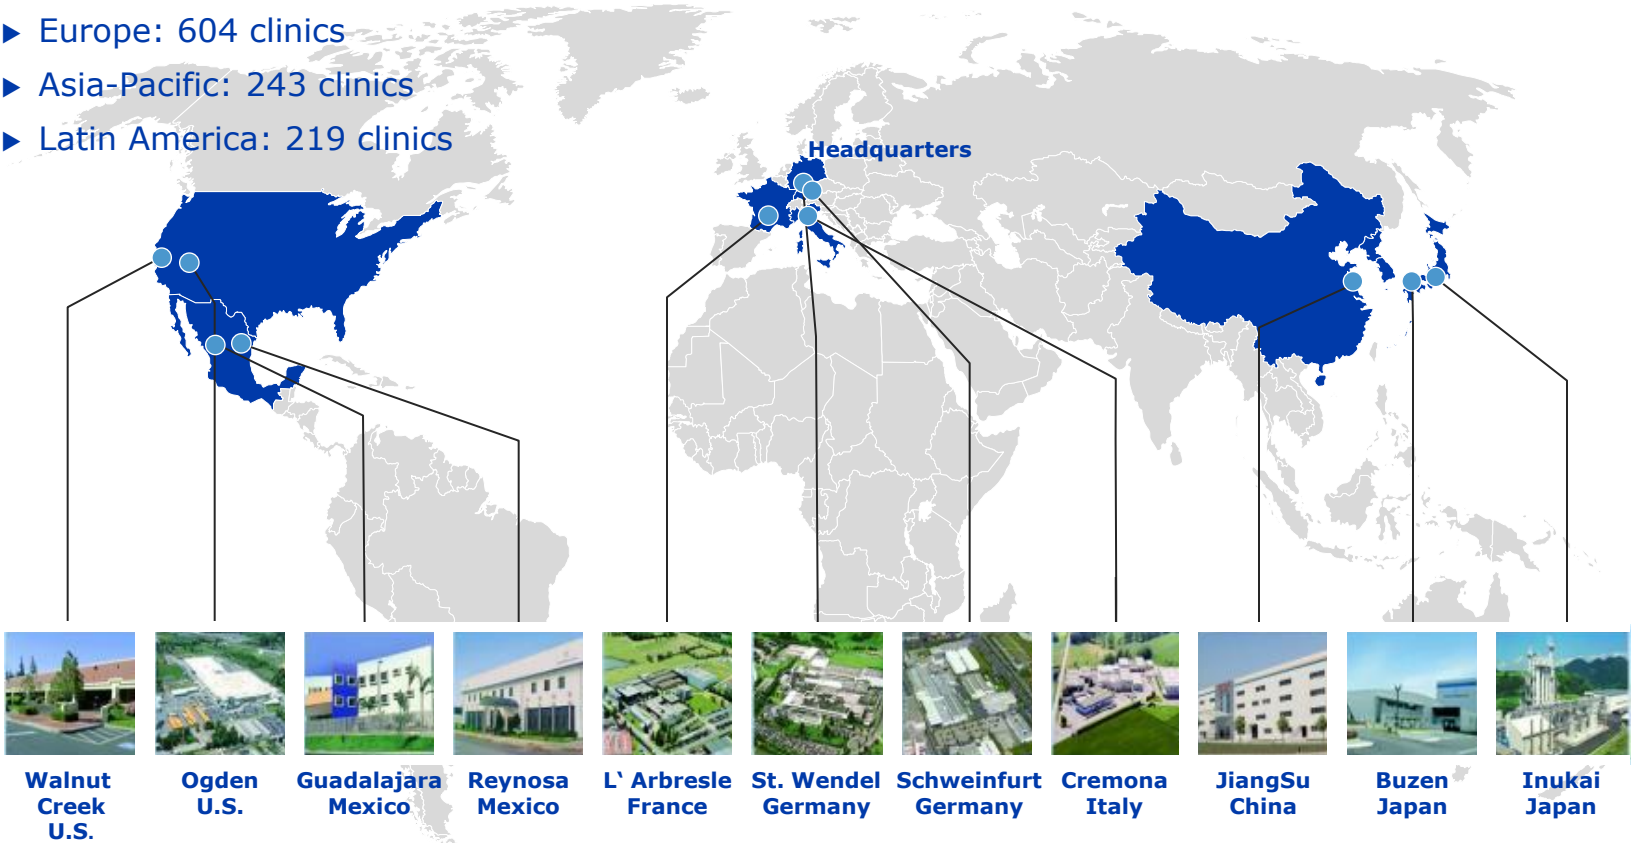 ► Europe: 604 clinics
► Asia-Pacific: 243 clinics
► Latin America: 219 clinics
Headquarters
Walnut
Creek
U.S.
Ogden
U.S.
Guadalajara
Mexico
Reynosa
Mexico
L‘ Arbresle
France
St. Wendel
Germany
Schweinfurt
Germany
Cremona
Italy
JiangSu
China
Buzen
Japan
Inukai
Japan